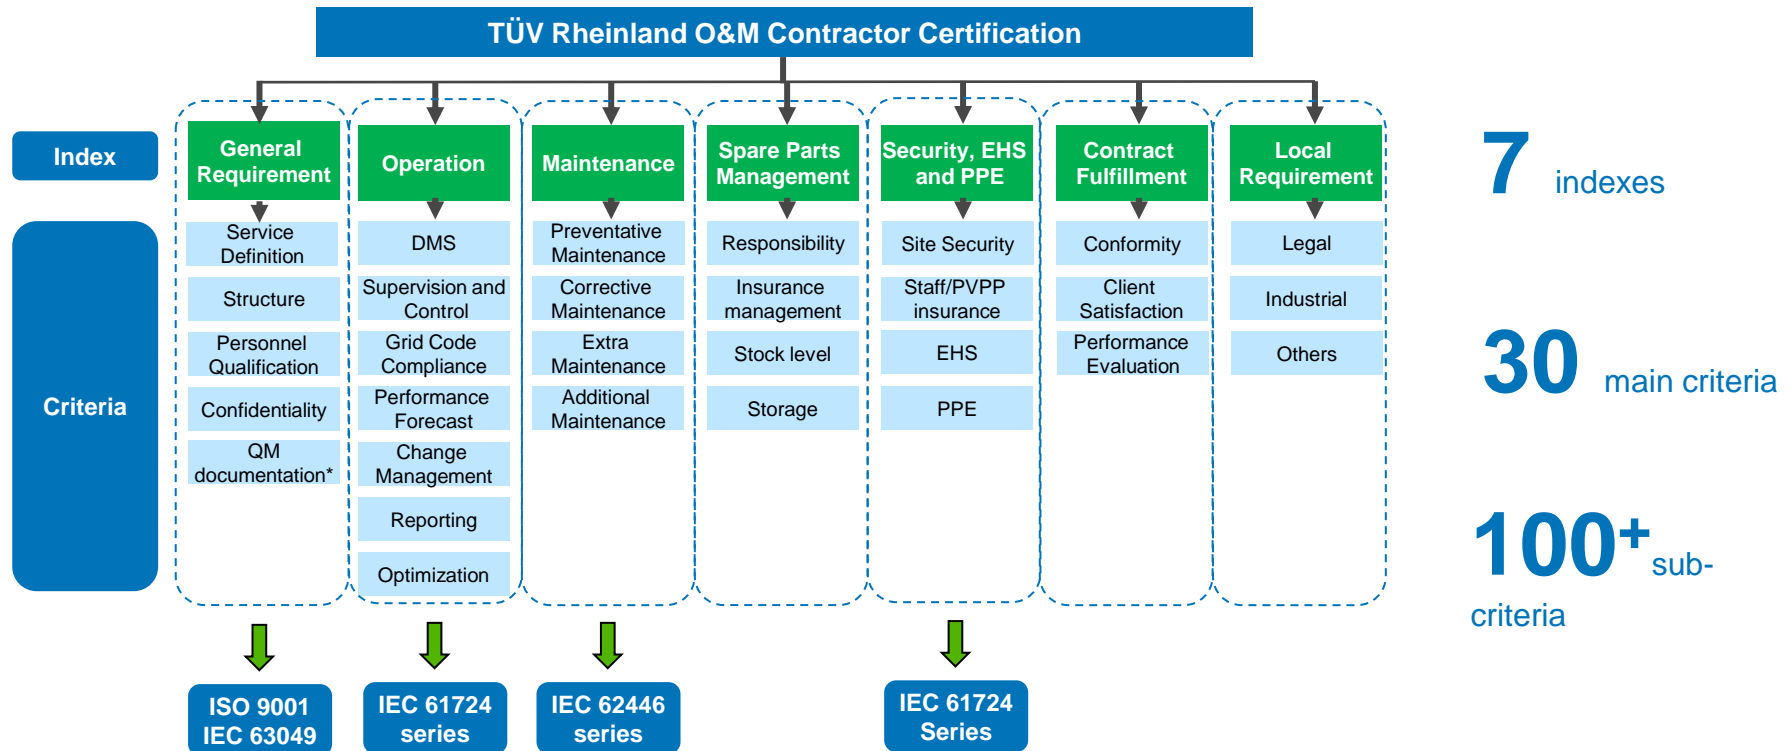 TÜV Rheinland O&M Contractor Certification
Index
General
Requirement
Operation
Maintenance
Spare Parts
Management
Security, EHS
and PPE
Contract
Fulfillment
Local
Requirement
7 indexes
Criteria
Service
Definition
Structure
Personnel
Qualification
Confidentiality
QM
documentation*
DMS
Supervision and
Control
Grid Code
Compliance
Performance
Forecast
Change
Management
Reporting
Optimization
Preventative
Maintenance
Corrective
Maintenance
Extra
Maintenance
Additional
Maintenance
Responsibility
Insurance
management
Stock level
Storage
Site Security
Staff/PVPP
insurance
EHS
PPE
Conformity
Client
Satisfaction
Performance
Evaluation
Legal
Industrial
Others
30 main criteria
100+ sub-
criteria
ISO 9001
IEC 63049
IEC 61724
series
IEC 62446
series
IEC 61724
Series